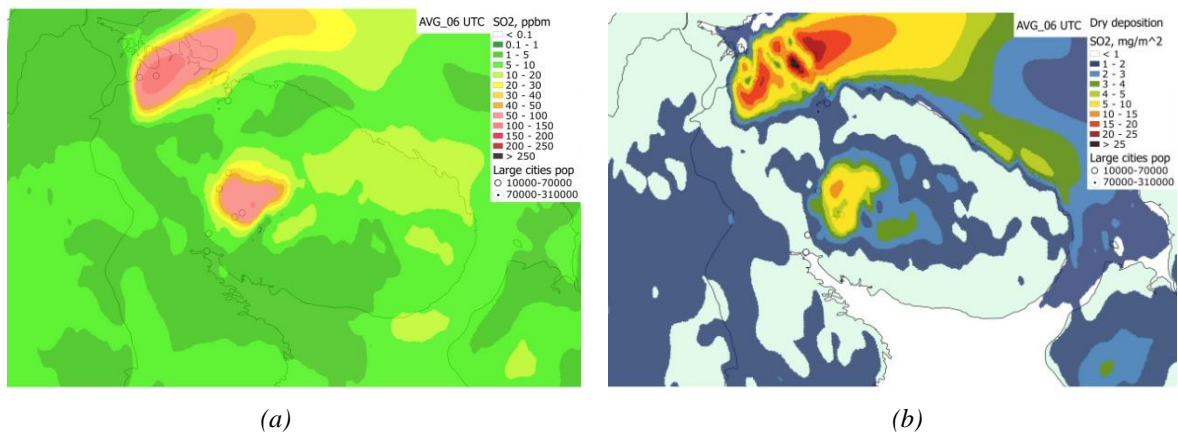 AVG_06 UTC
SO2, ppbm
< 0.1
0.1 - 1
1 - 5
5 - 10
10 - 20
20 - 30
30 - 40
40 - 50
50 - 100
100 - 150
150 - 200
200 - 250
> 250
Large cities pop
10000-70000
70000-310000
(a)
AVG_06 UTC
Dry deposition
SO2, mg/m^2
< 1
1 - 2
2 - 3
3 - 4
4 - 5
5 - 10
10 - 15
15 - 20
20 - 25
> 25
Large cities pop
10000-70000
70000-310000
(b)